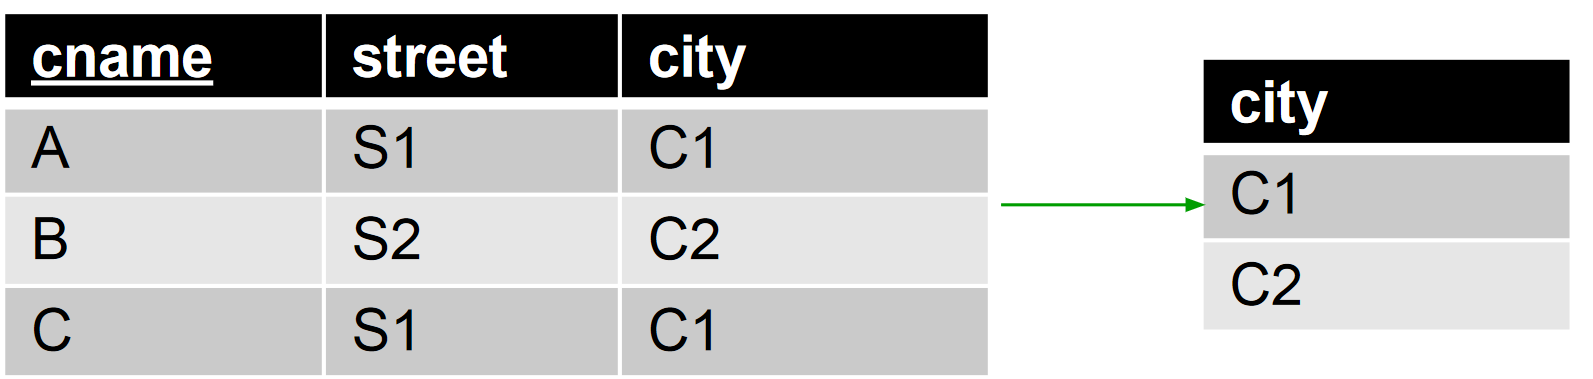 cname street city
A S1 C1
B S2 C2
C S1 C1
city
C1
C2